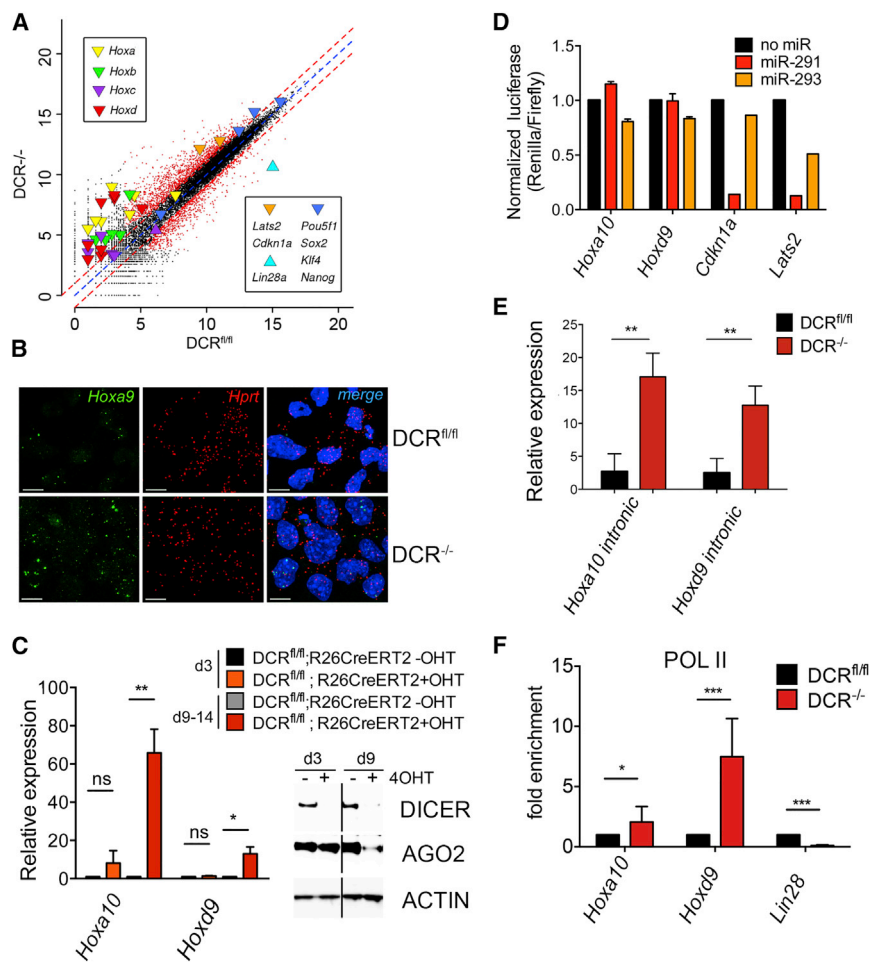 A
DCR-/-
20
15
10
5
0
Hoxa
Hoxb
Hoxc
Hoxd
Lats2 Pou5f1
Cdkn1a Sox2
Klf4
Lin28a Nanog
0 5 10 15 20
DCRfl/fl
B
Hoxa9 Hprt merge
DCRfl/fl
DCR-/-
C
d3
DCRfl/fl;R26CreERT2 -OHT
DCRfl/fl ; R26CreERT2+OHT
d9-14
DCRfl/fl;R26CreERT2 -OHT
DCRfl/fl ; R26CreERT2+OHT
Relative expression
100
80
60
40
20
0
ns ** ns *
Hoxa10 Hoxd9
d3 d9
- + - + 4OHT
DICER
AGO2
ACTIN
D
no miR
miR-291
miR-293
Normalized luciferase
(Renilla/Firefly)
1.5
1.0
0.5
0
Hoxa10 Hoxd9 Cdkn1a Lats2
E
DCRfl/fl
DCR-/-
Relative expression
25
20
15
10
5
0
** **
Hoxa10 intronic Hoxd9 intronic
F
POL II
DCRfl/fl
DCR-/-
fold enrichment
15
10
5
0
* *** ***
Hoxa10 Hoxd9 Lin28